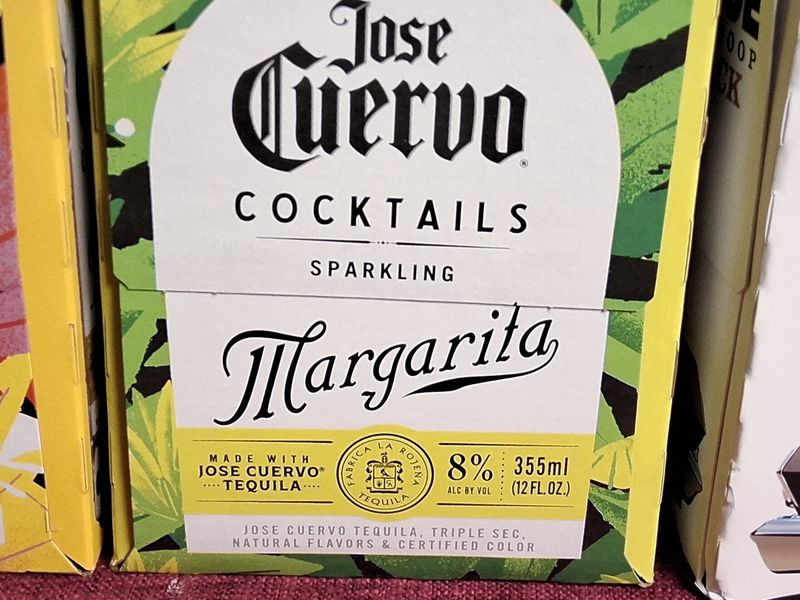 Jose
Cuervo®
COCKTAILS
SPARKLING
Margarita
MADE WITH
JOSE CUERVO®
TEQUILA
FABRICA LA ROJEÑA
TEQUILA
8%
ALC BY VOL
355ml
(12 FL. OZ.)
JOSE CUERVO TEQUILA, TRIPLE SEC,
NATURAL FLAVORS & CERTIFIED COLOR